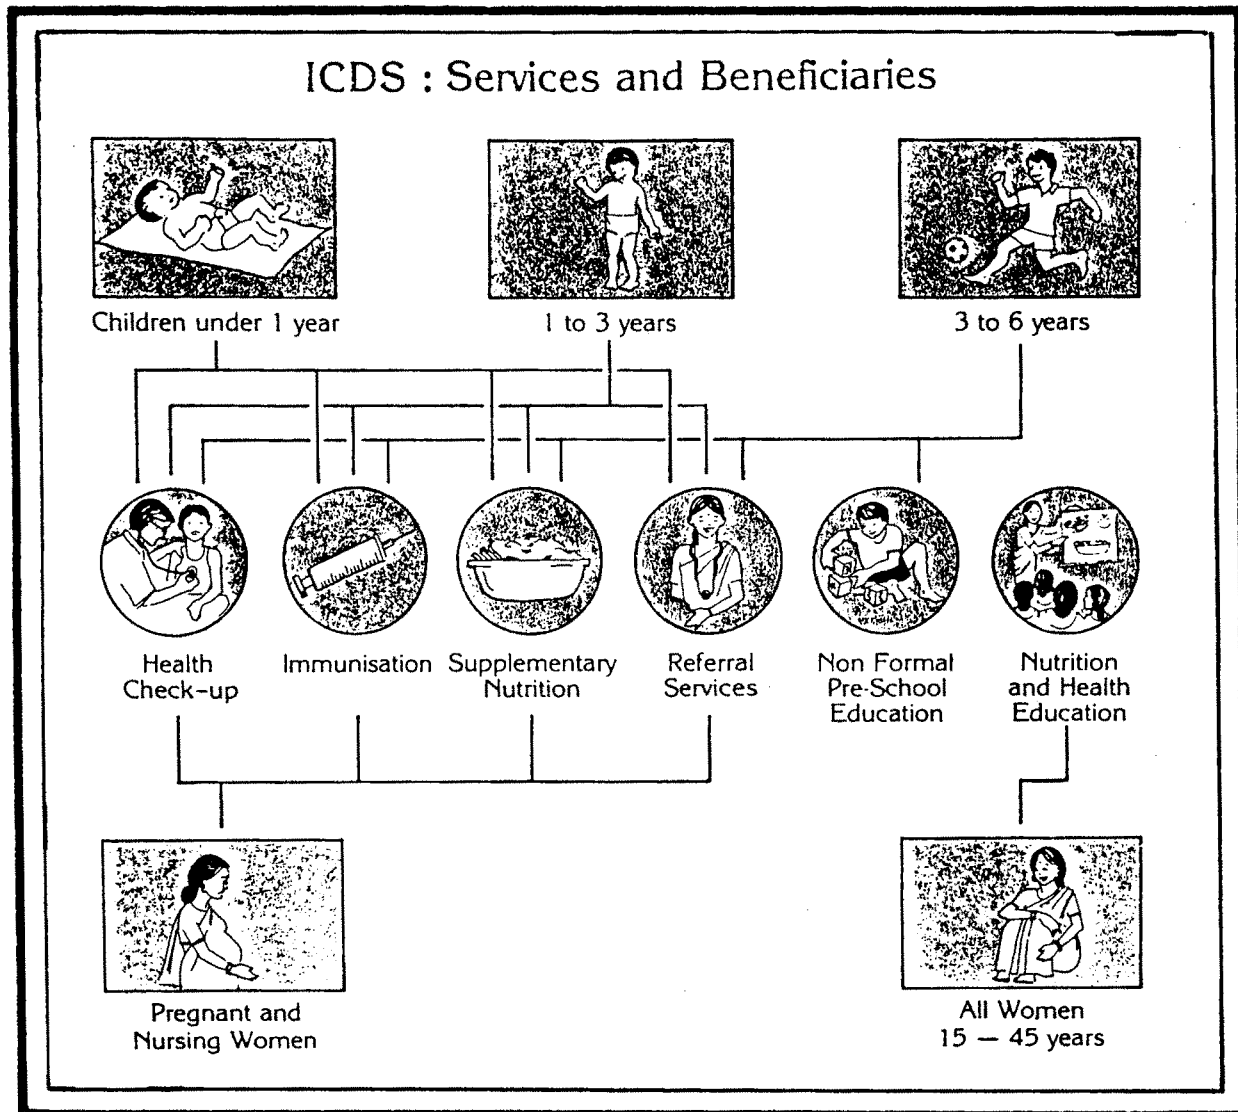 ICDS : Services and Beneficiaries
Children under 1 year
1 to 3 years
3 to 6 years
Health
Check-up
Immunisation
Supplementary
Nutrition
Referral
Services
Non Formal
Pre-School
Education
Nutrition
and Health
Education
Pregnant and
Nursing Women
All Women
15 — 45 years